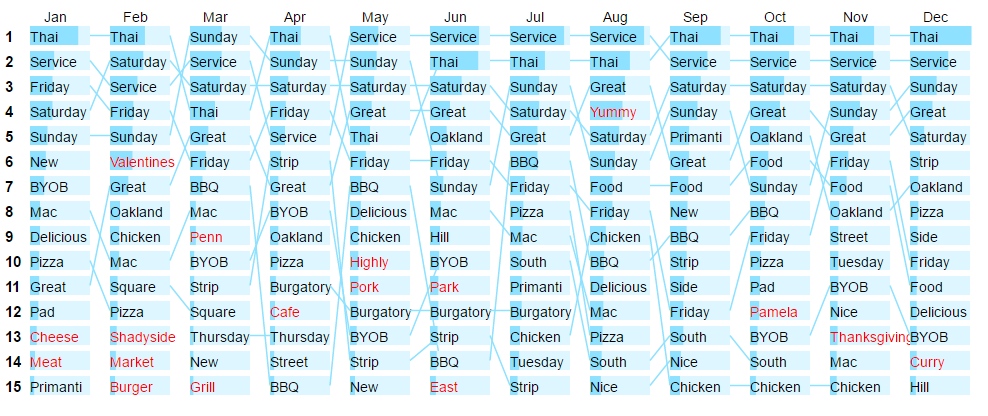 Jan Feb Mar Apr May Jun Jul Aug Sep Oct Nov Dec
1 Thai Thai Sunday Thai Service Service Service Service Thai Thai Thai Thai
2 Service Saturday Service Sunday Sunday Thai Thai Thai Service Service Service Service
3 Friday Service Saturday Saturday Saturday Saturday Sunday Great Saturday Saturday Saturday Sunday
4 Saturday Friday Thai Friday Great Great Saturday Yummy Sunday Great Sunday Great
5 Sunday Sunday Great Service Thai Oakland Great Saturday Primanti Oakland Great Saturday
6 New Valentines Friday Strip Friday Friday BBQ Sunday Great Food Friday Strip
7 BYOB Great BBQ Great BBQ Sunday Friday Food Food Sunday Food Oakland
8 Mac Oakland Mac BYOB Delicious Mac Pizza Friday New BBQ Oakland Pizza
9 Delicious Chicken Penn Oakland Chicken Hill Mac Chicken BBQ Friday Street Side
10 Pizza Mac BYOB Pizza Highly BYOB South BBQ Strip Pizza Tuesday Friday
11 Great Square Strip Burgatory Pork Park Primanti Delicious Side Pad BYOB Food
12 Pad Pizza Square Cafe Burgatory Burgatory Burgatory Mac Friday Pamela Nice Delicious
13 Cheese Shadyside Thursday Thursday BYOB Strip Chicken Pizza South BYOB Thanksgiving BYOB
14 Meat Market New Street Strip BBQ Tuesday South Nice South Mac Curry
15 Primanti Burger Grill BBQ New East Strip Nice Chicken Chicken Chicken Hill